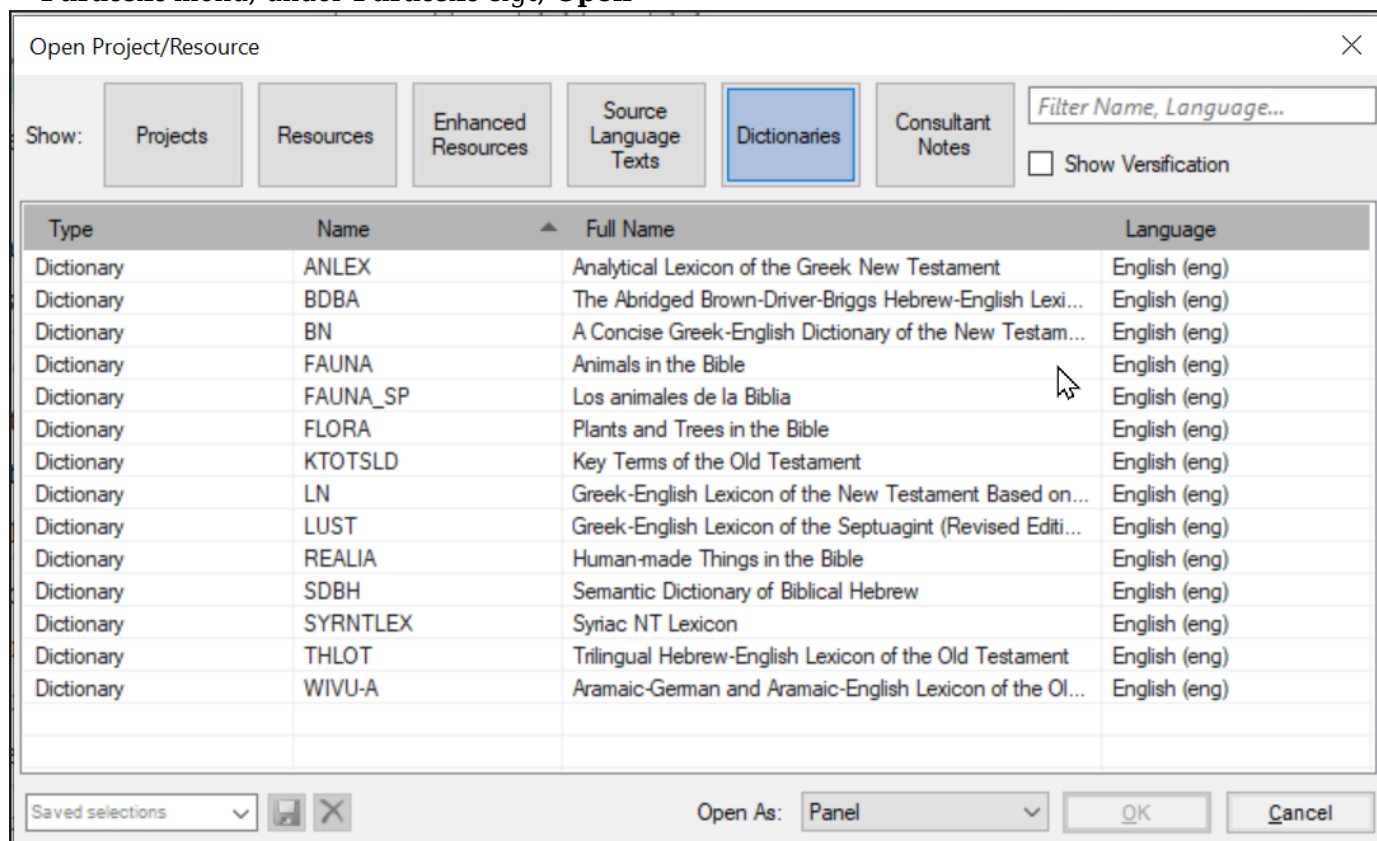 Open Project/Resource
Show: Projects Resources Enhanced Resources Source Language Texts Dictionaries Consultant Notes Filter Name, Language...
Show Versification
Type Name Full Name Language
Dictionary ANLEX Analytical Lexicon of the Greek New Testament English (eng)
Dictionary BDBA The Abridged Brown-Driver-Briggs Hebrew-English Lexi... English (eng)
Dictionary BN A Concise Greek-English Dictionary of the New Testam... English (eng)
Dictionary FAUNA Animals in the Bible English (eng)
Dictionary FAUNA_SP Los animales de la Biblia English (eng)
Dictionary FLORA Plants and Trees in the Bible English (eng)
Dictionary KTOTSLD Key Terms of the Old Testament English (eng)
Dictionary LN Greek-English Lexicon of the New Testament Based on... English (eng)
Dictionary LUST Greek-English Lexicon of the Septuagint (Revised Editi... English (eng)
Dictionary REALIA Human-made Things in the Bible English (eng)
Dictionary SDBH Semantic Dictionary of Biblical Hebrew English (eng)
Dictionary SYRNTLEX Syriac NT Lexicon English (eng)
Dictionary THLOT Trilingual Hebrew-English Lexicon of the Old Testament English (eng)
Dictionary WIVU-A Aramaic-German and Aramaic-English Lexicon of the Ol... English (eng)
Saved selections Open As: Panel OK Cancel